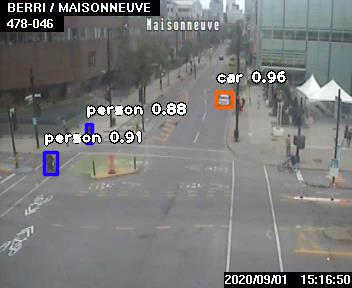 BERRI / MAISONNEUVE
478-046
Maisonneuve
car 0.96
person 0.88
person 0.91
2020/09/01 15:16:50